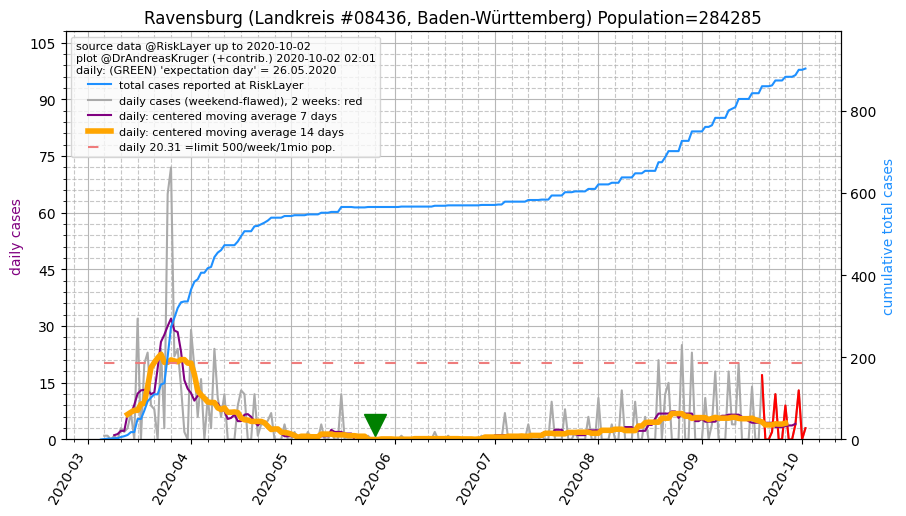 Ravensburg (Landkreis #08436, Baden-Württemberg) Population=284285
source data @RiskLayer up to 2020-10-02
plot @DrAndreasKruger (+contrib.) 2020-10-02 02:01
daily: (GREEN) 'expectation day' = 26.05.2020
total cases reported at RiskLayer
daily cases (weekend-flawed), 2 weeks: red
daily: centered moving average 7 days
daily: centered moving average 14 days
daily 20.31 =limit 500/week/1mio pop.
daily cases
105
90
75
60
45
30
15
0
cumulative total cases
800
600
400
200
0
2020-03
2020-04
2020-05
2020-06
2020-07
2020-08
2020-09
2020-10